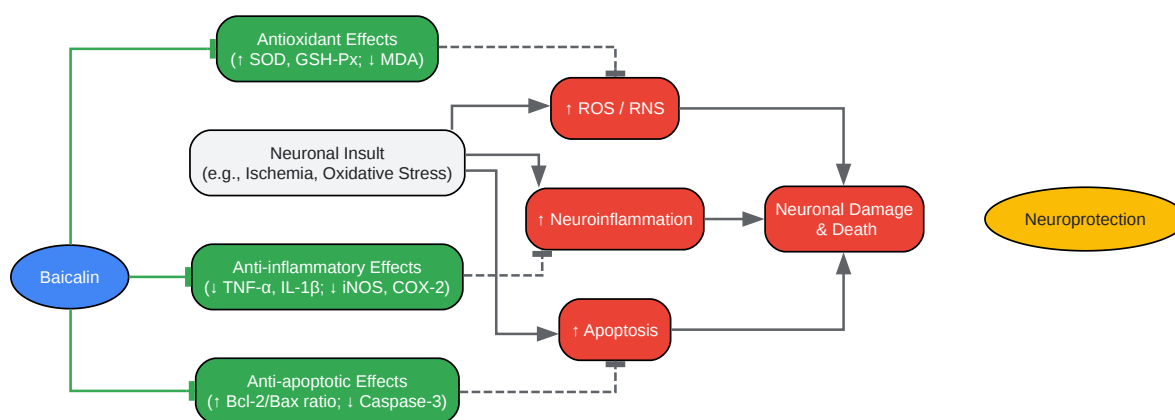 Antioxidant Effects
(↑ SOD, GSH-Px; ↓ MDA)
↑ ROS / RNS
Neuronal Insult
(e.g., Ischemia, Oxidative Stress)
↑ Neuroinflammation
Neuronal Damage
& Death
Neuroprotection
Baicalin
Anti-inflammatory Effects
(↓ TNF-α, IL-1β; ↓ iNOS, COX-2)
↑ Apoptosis
Anti-apoptotic Effects
(↑ Bcl-2/Bax ratio; ↓ Caspase-3)